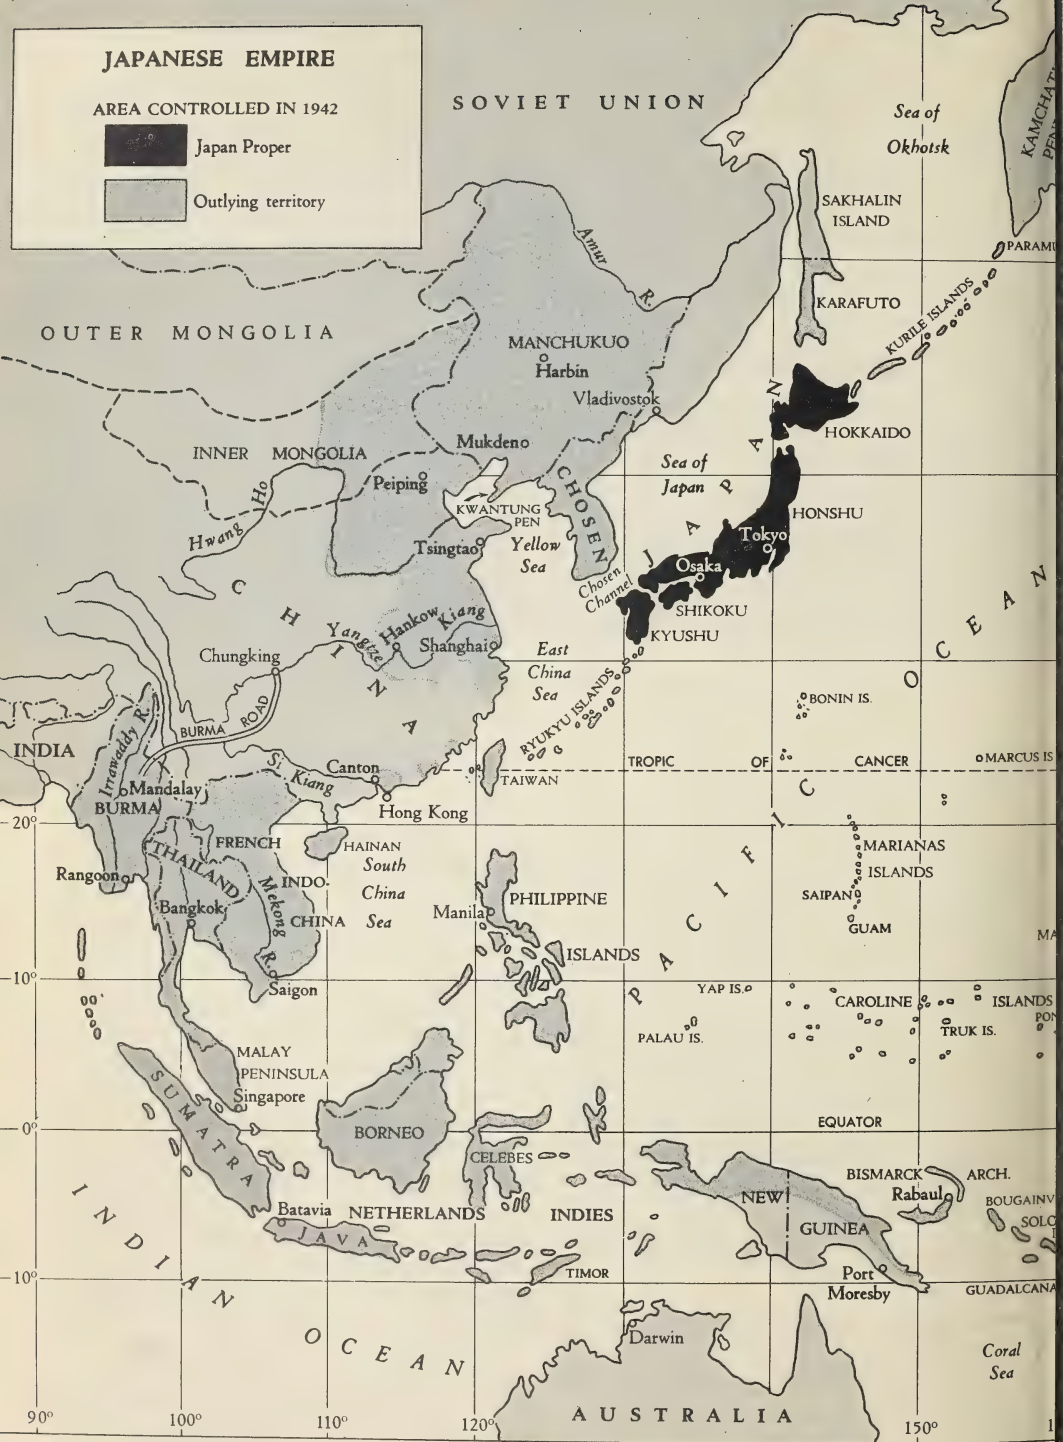 JAPANESE EMPIRE
AREA CONTROLLED IN 1942
Japan Proper
Outlying territory
SOVIET UNION
Sea of
Okhotsk
SAKHALIN
ISLAND
PARAMU
Amur R.
KARAFUTO
KURILE ISLANDS
OUTER MONGOLIA
MANCHUKUO
Harbin
Vladivostok
HOKKAIDO
INNER MONGOLIA
Mukden
Sea of
Japan
JAPAN
Hwang Ho
Peiping
KWANTUNG
PEN
CHOSEN
HONSHU
Tokyo
Tsingtao
Yellow
Sea
Chosen
Channel
Osaka
SHIKOKU
KYUSHU
CHINA
Yangtze Kiang
Hankow
Shanghai
Chungking
East
China
Sea
RYUKYU ISLANDS
BONIN IS.
PACIFIC OCEAN
INDIA
Irrawaddy R.
BURMA ROAD
Si Kiang
Canton
TAIWAN
TROPIC OF CANCER
MARCUS IS
Mandalay
BURMA
Hong Kong
20°
FRENCH
INDO-
CHINA
HAINAN
South
China
Sea
MARIANAS
ISLANDS
SAIPAN
GUAM
THAILAND
Rangoon
Bangkok
Mekong R.
Manila
PHILIPPINE
ISLANDS
MA
10°
Saigon
YAP IS.
CAROLINE ISLANDS
PON
PALAU IS.
TRUK IS.
MALAY
PENINSULA
Singapore
SUMATRA
0°
EQUATOR
BORNEO
CELEBES
BISMARCK ARCH.
Rabaul
NEW GUINEA
BOUGAINV
SOLO
Batavia
NETHERLANDS INDIES
JAVA
TIMOR
10°
Port
Moresby
GUADALCANA
INDIAN OCEAN
Darwin
Coral
Sea
AUSTRALIA
90°
100°
110°
120°
150°